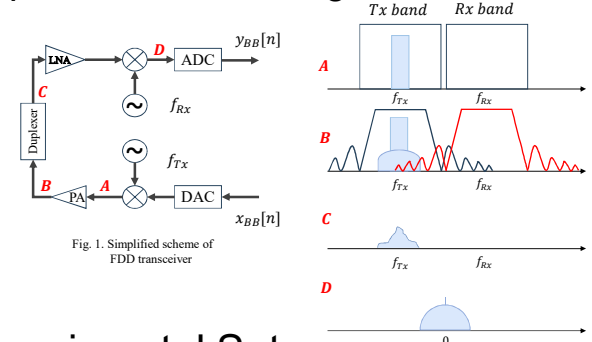 Tx band Rx band
A
f_Tx f_Rx
B
f_Tx f_Rx
C
f_Tx f_Rx
D
0
y_BB[n]
D
LNA ADC
C
~ f_Rx
Duplexer
~ f_Tx
B PA A DAC
x_BB[n]
Fig. 1. Simplified scheme of
FDD transceiver